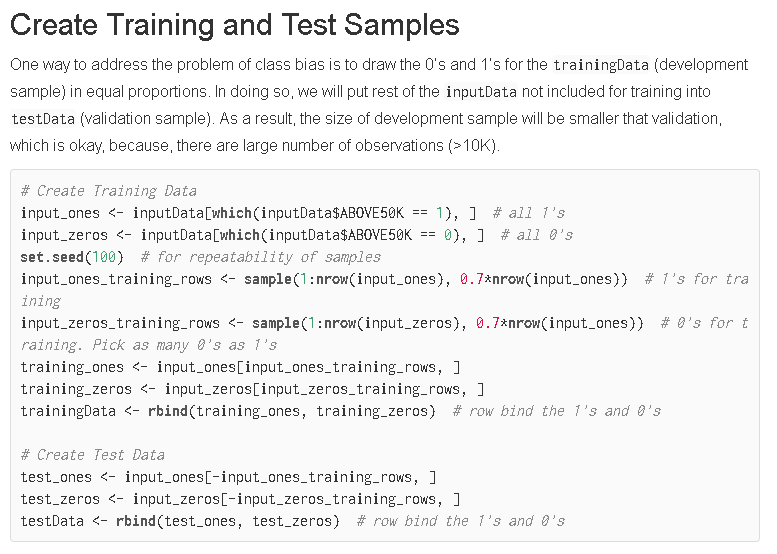 Create Training and Test Samples
One way to address the problem of class bias is to draw the 0's and 1's for the trainingData (development
sample) in equal proportions. In doing so, we will put rest of the inputData not included for training into
testData (validation sample). As a result, the size of development sample will be smaller that validation,
which is okay, because, there are large number of observations (>10K).
# Create Training Data
input_ones <- inputData[which(inputData$ABOVE50K == 1), ]  # all 1's
input_zeros <- inputData[which(inputData$ABOVE50K == 0), ]  # all 0's
set.seed(100)  # for repeatability of samples
input_ones_training_rows <- sample(1:nrow(input_ones), 0.7*nrow(input_ones))  # 1's for tra
ining
input_zeros_training_rows <- sample(1:nrow(input_zeros), 0.7*nrow(input_ones))  # 0's for t
raining. Pick as many 0's as 1's
training_ones <- input_ones[input_ones_training_rows, ]
training_zeros <- input_zeros[input_zeros_training_rows, ]
trainingData <- rbind(training_ones, training_zeros)  # row bind the 1's and 0's
# Create Test Data
test_ones <- input_ones[-input_ones_training_rows, ]
test_zeros <- input_zeros[-input_zeros_training_rows, ]
testData <- rbind(test_ones, test_zeros)  # row bind the 1's and 0's